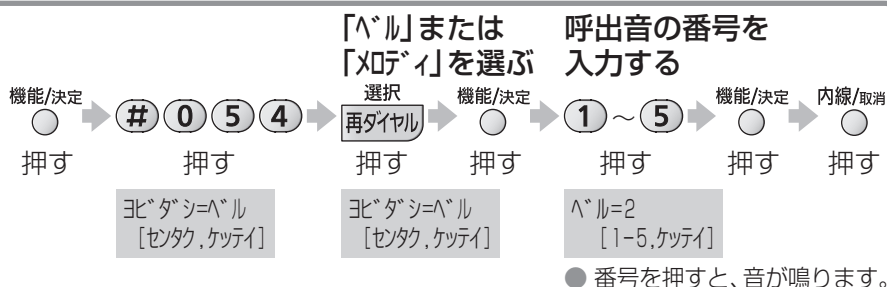 「ﾍﾞﾙ」または
「ﾒﾛﾃﾞｨ」を選ぶ
呼出音の番号を
入力する
機能/決定
押す
# 0 5 4
押す
ﾖﾋﾞﾀﾞｼ=ﾍﾞﾙ
[ｾﾝﾀｸ,ｹｯﾃｲ]
選択
再ダイヤル
押す
機能/決定
押す
ﾖﾋﾞﾀﾞｼ=ﾍﾞﾙ
[ｾﾝﾀｸ,ｹｯﾃｲ]
1～5
押す
機能/決定
押す
内線/取消
押す
ﾍﾞﾙ=2
[1-5,ｹｯﾃｲ]
● 番号を押すと、音が鳴ります。